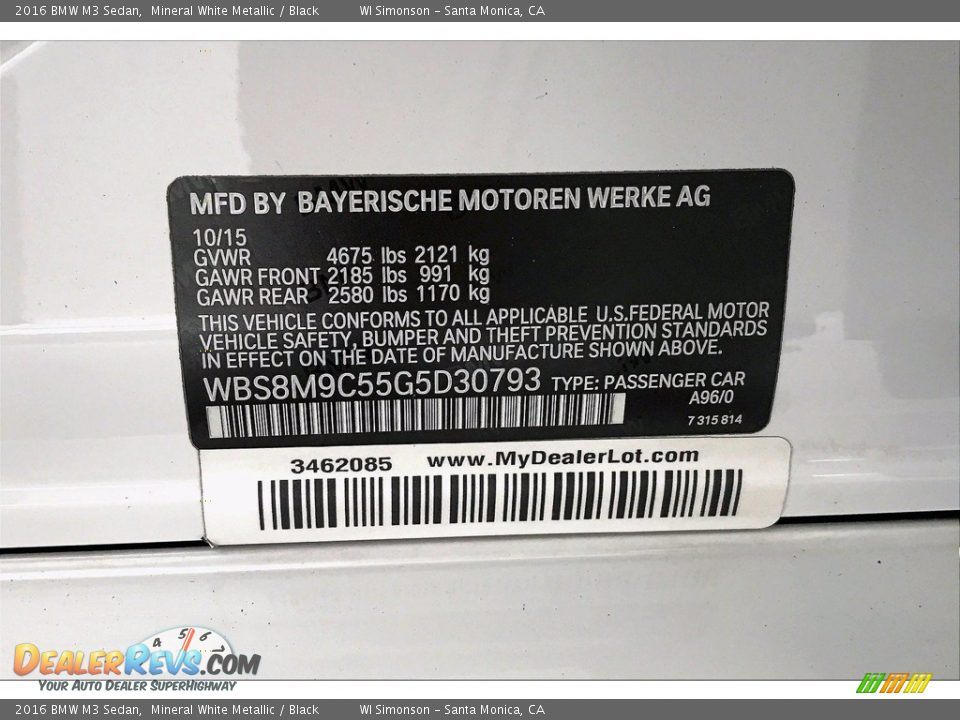 2016 BMW M3 Sedan, Mineral White Metallic / Black WI Simonson - Santa Monica, CA
MFD BY BAYERISCHE MOTOREN WERKE AG
10/15
GVWR 4675 lbs 2121 kg
GAWR FRONT 2185 lbs 991 kg
GAWR REAR 2580 lbs 1170 kg
THIS VEHICLE CONFORMS TO ALL APPLICABLE U.S.FEDERAL MOTOR
VEHICLE SAFETY, BUMPER AND THEFT PREVENTION STANDARDS
IN EFFECT ON THE DATE OF MANUFACTURE SHOWN ABOVE.
WBS8M9C55G5D30793 TYPE: PASSENGER CAR
A96/0
7 315 814
3462085 www.MyDealerLot.com
4 5 6 7
DEALERREVS.COM
YOUR AUTO DEALER SUPERHIGHWAY
2016 BMW M3 Sedan, Mineral White Metallic / Black WI Simonson - Santa Monica, CA